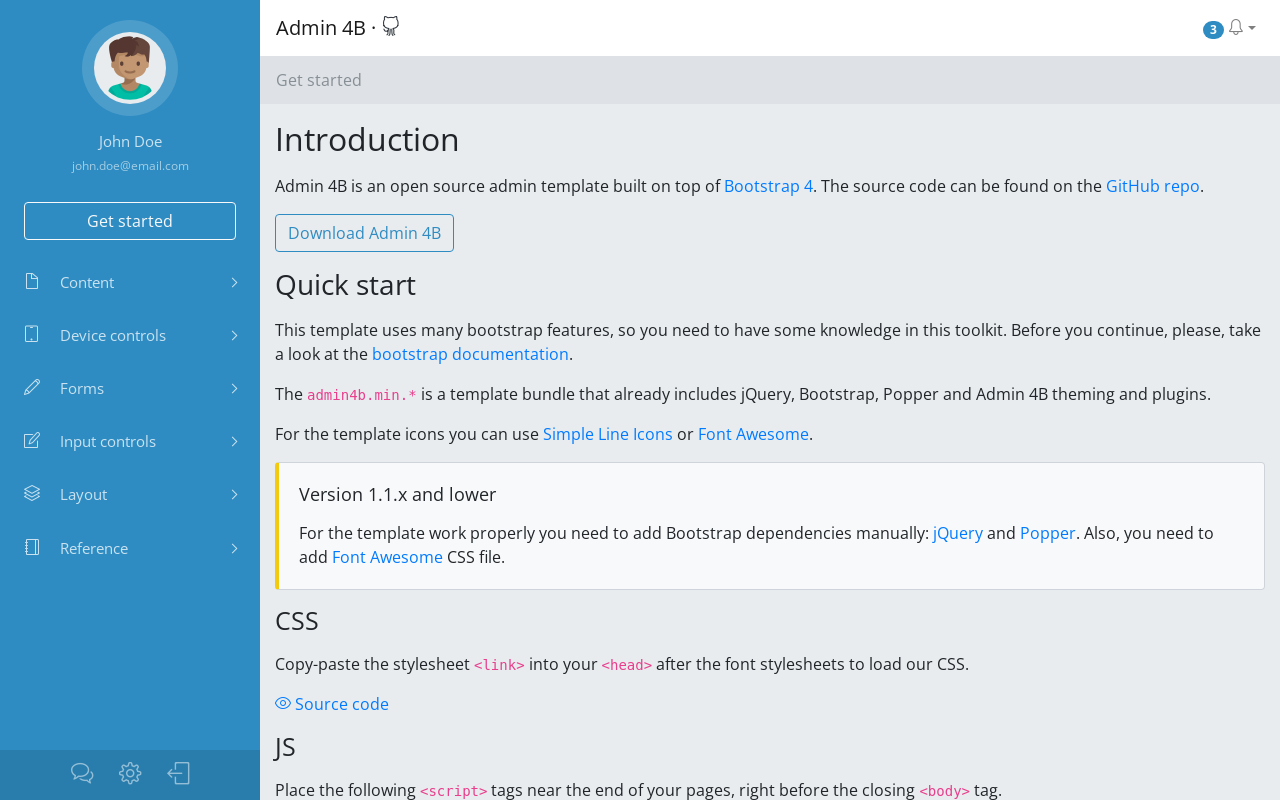 John Doe
john.doe@email.com
Get started
Content
Device controls
Forms
Input controls
Layout
Reference
Admin 4B ·
3
Get started
Introduction
Admin 4B is an open source admin template built on top of Bootstrap 4. The source code can be found on the GitHub repo.
Download Admin 4B
Quick start
This template uses many bootstrap features, so you need to have some knowledge in this toolkit. Before you continue, please, take
a look at the bootstrap documentation.
The admin4b.min.* is a template bundle that already includes jQuery, Bootstrap, Popper and Admin 4B theming and plugins.
For the template icons you can use Simple Line Icons or Font Awesome.
Version 1.1.x and lower
For the template work properly you need to add Bootstrap dependencies manually: jQuery and Popper. Also, you need to
add Font Awesome CSS file.
CSS
Copy-paste the stylesheet <link> into your <head> after the font stylesheets to load our CSS.
Source code
JS
Place the following <script> tags near the end of your pages, right before the closing <body> tag.